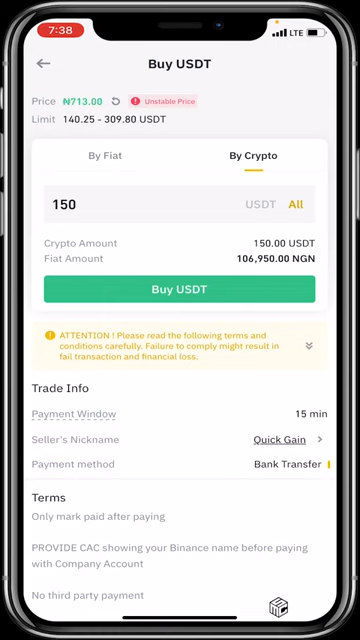 7:38
LTE
Buy USDT
Price ₦713.00 Unstable Price
Limit 140.25 - 309.80 USDT
By Fiat By Crypto
150 USDT All
Crypto Amount 150.00 USDT
Fiat Amount 106,950.00 NGN
Buy USDT
ATTENTION ! Please read the following terms and
conditions carefully. Failure to comply might result in
fail transaction and financial loss.
Trade Info
Payment Window 15 min
Seller's Nickname Quick Gain
Payment method Bank Transfer
Terms
Only mark paid after paying
PROVIDE CAC showing your Binance name before paying
with Company Account
No third party payment